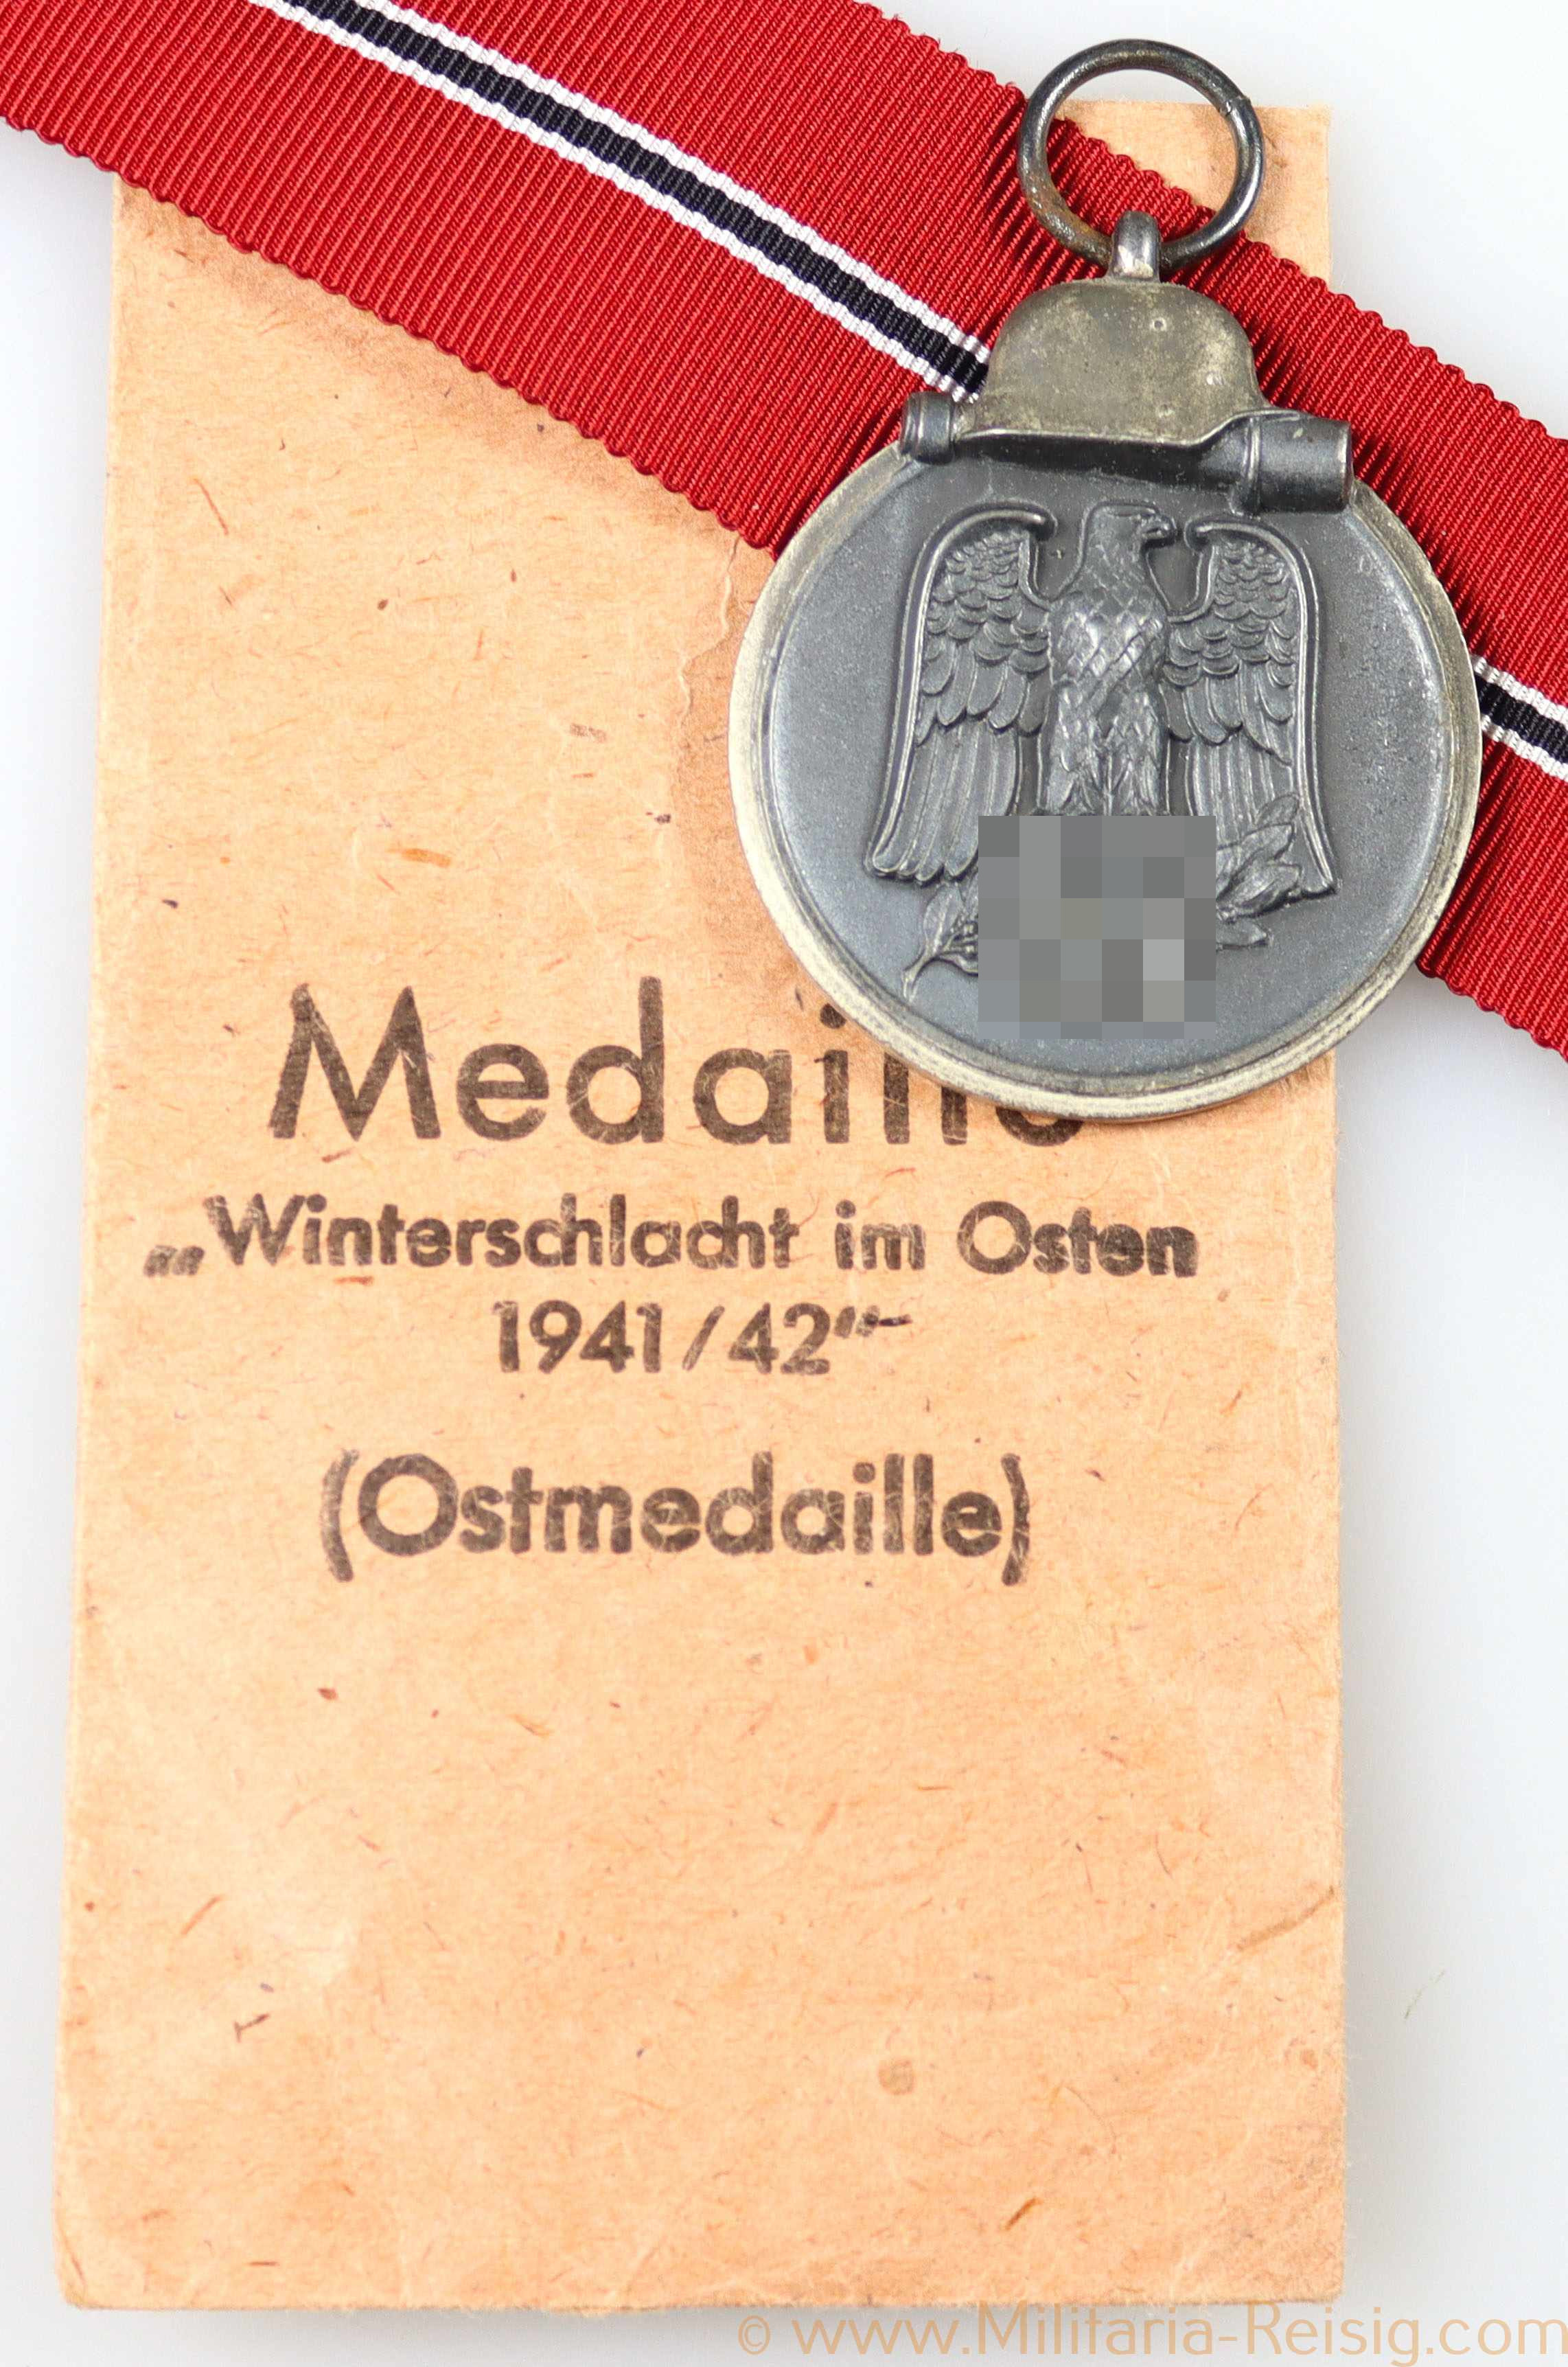 Medaille
„Winterschlacht im Osten
1941/42“
(Ostmedaille)
© www.Militaria-Reisig.com